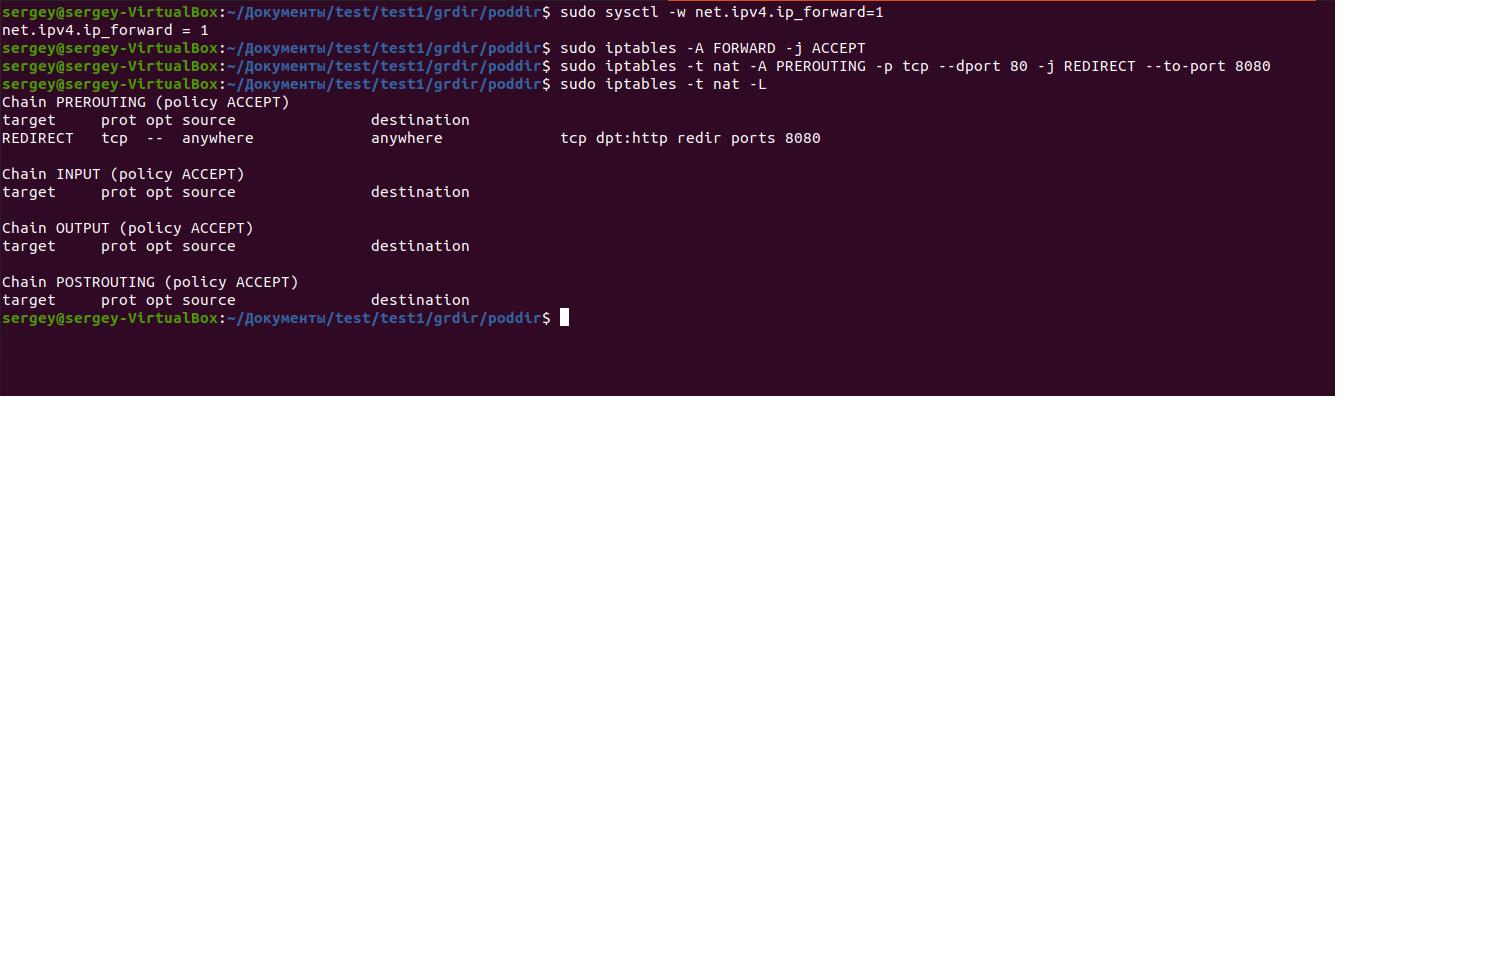 sergey@sergey-VirtualBox:~/Документы/test/test1/grdir/poddir$ sudo sysctl -w net.ipv4.ip_forward=1
net.ipv4.ip_forward = 1
sergey@sergey-VirtualBox:~/Документы/test/test1/grdir/poddir$ sudo iptables -A FORWARD -j ACCEPT
sergey@sergey-VirtualBox:~/Документы/test/test1/grdir/poddir$ sudo iptables -t nat -A PREROUTING -p tcp --dport 80 -j REDIRECT --to-port 8080
sergey@sergey-VirtualBox:~/Документы/test/test1/grdir/poddir$ sudo iptables -t nat -L
Chain PREROUTING (policy ACCEPT)
target     prot opt source               destination
REDIRECT   tcp  --  anywhere             anywhere             tcp dpt:http redir ports 8080

Chain INPUT (policy ACCEPT)
target     prot opt source               destination

Chain OUTPUT (policy ACCEPT)
target     prot opt source               destination

Chain POSTROUTING (policy ACCEPT)
target     prot opt source               destination
sergey@sergey-VirtualBox:~/Документы/test/test1/grdir/poddir$